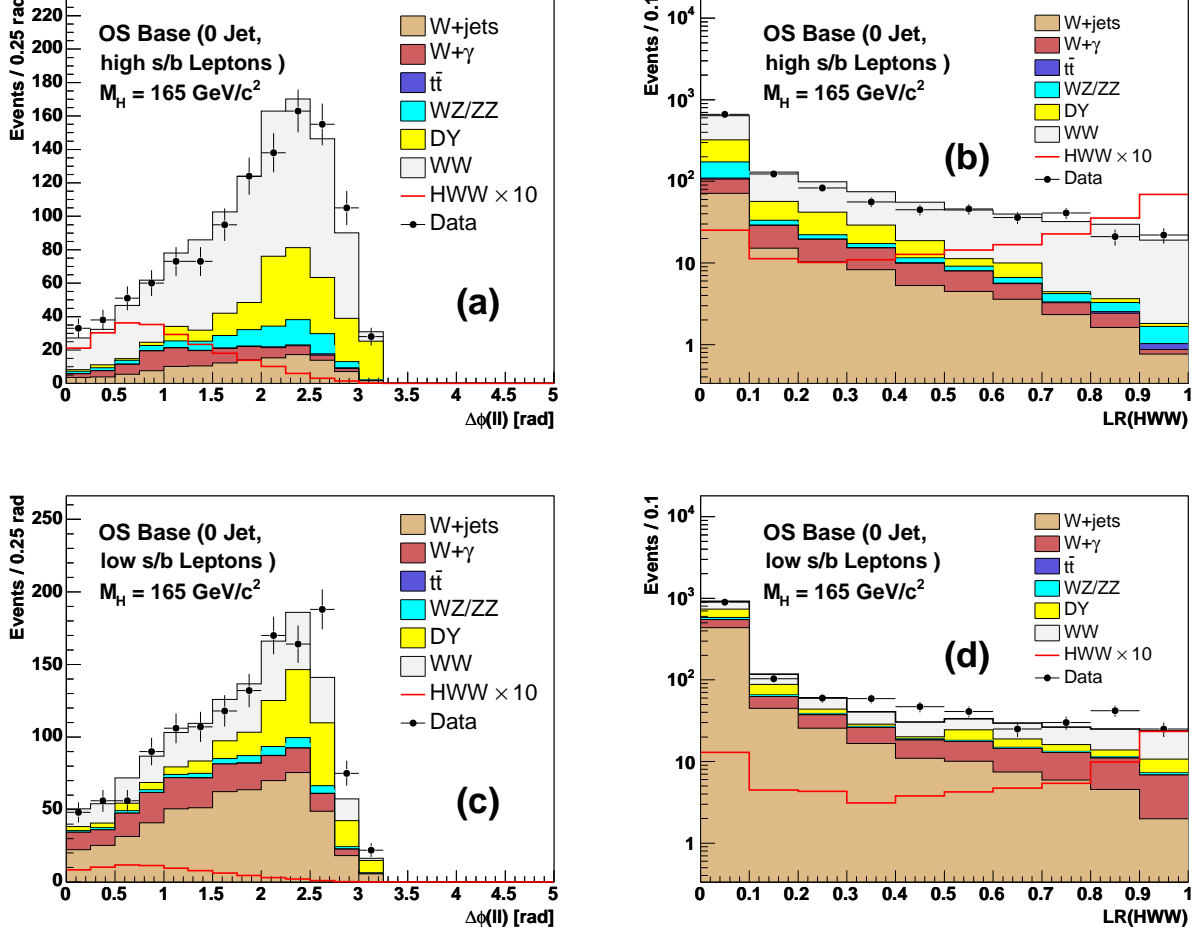 Events / 0.25 rad
220
200
180
160
140
120
100
80
60
40
20
0
OS Base (0 Jet,
high s/b Leptons )
M_H = 165 GeV/c²
W+jets
W+γ
tt̄
WZ/ZZ
DY
WW
HWW × 10
Data
(a)
0 0.5 1 1.5 2 2.5 3 3.5 4 4.5 5
Δϕ(ll) [rad]
Events / 0.1
10⁴
10³
10²
10
1
OS Base (0 Jet,
high s/b Leptons )
M_H = 165 GeV/c²
W+jets
W+γ
tt̄
WZ/ZZ
DY
WW
HWW × 10
Data
(b)
0 0.1 0.2 0.3 0.4 0.5 0.6 0.7 0.8 0.9 1
LR(HWW)
Events / 0.25 rad
250
200
150
100
50
0
OS Base (0 Jet,
low s/b Leptons )
M_H = 165 GeV/c²
W+jets
W+γ
tt̄
WZ/ZZ
DY
WW
HWW × 10
Data
(c)
0 0.5 1 1.5 2 2.5 3 3.5 4 4.5 5
Δϕ(ll) [rad]
Events / 0.1
10⁴
10³
10²
10
1
OS Base (0 Jet,
low s/b Leptons )
M_H = 165 GeV/c²
W+jets
W+γ
tt̄
WZ/ZZ
DY
WW
HWW × 10
Data
(d)
0 0.1 0.2 0.3 0.4 0.5 0.6 0.7 0.8 0.9 1
LR(HWW)